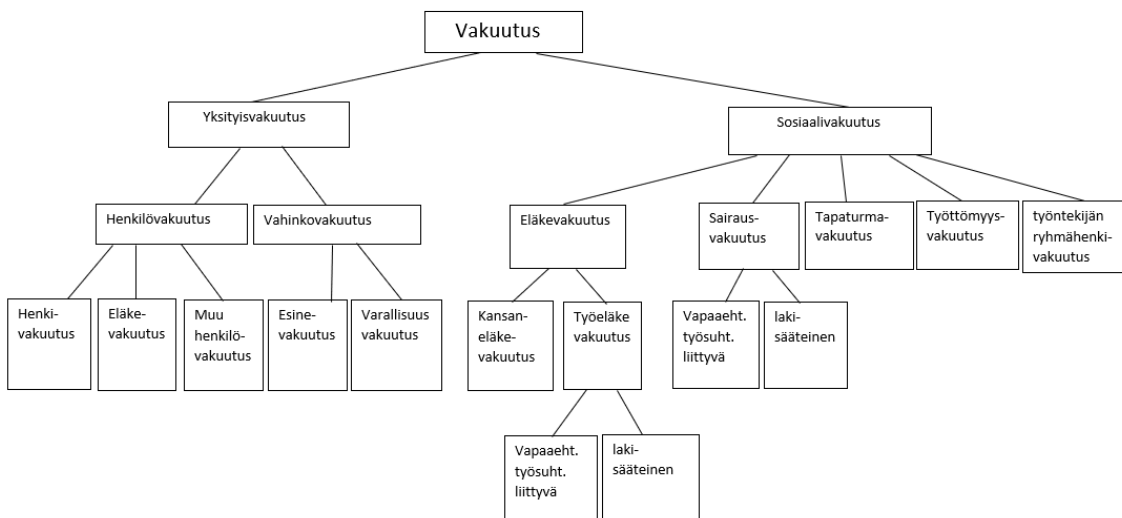 Vakuutus
Yksityisvakuutus
Sosiaalivakuutus
Henkilövakuutus
Vahinkovakuutus
Eläkevakuutus
Sairaus-
vakuutus
Tapaturma-
vakuutus
Työttömyys-
vakuutus
työntekijän
ryhmähenki-
vakuutus
Henki-
vakuutus
Eläke-
vakuutus
Muu
henkilö-
vakuutus
Esine-
vakuutus
Varallisuus
vakuutus
Kansan-
eläke-
vakuutus
Työeläke
vakuutus
Vapaaeht.
työsuht.
liittyvä
laki-
sääteinen
Vapaaeht.
työsuht.
liittyvä
laki-
sääteinen